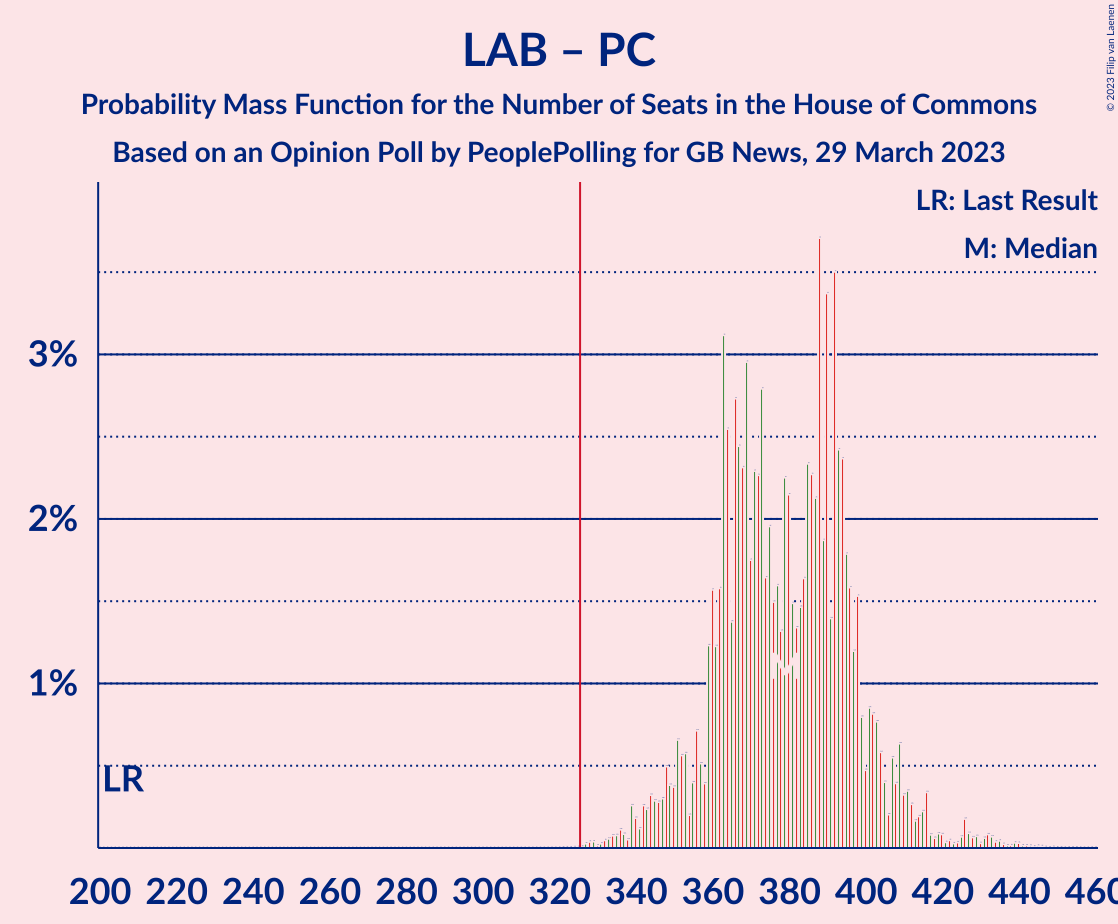 LAB – PC
Probability Mass Function for the Number of Seats in the House of Commons
Based on an Opinion Poll by PeoplePolling for GB News, 29 March 2023
© 2023 Filip van Laenen
LR: Last Result
M: Median
3%
2%
1%
LR
200 220 240 260 280 300 320 340 360 380 400 420 440 460